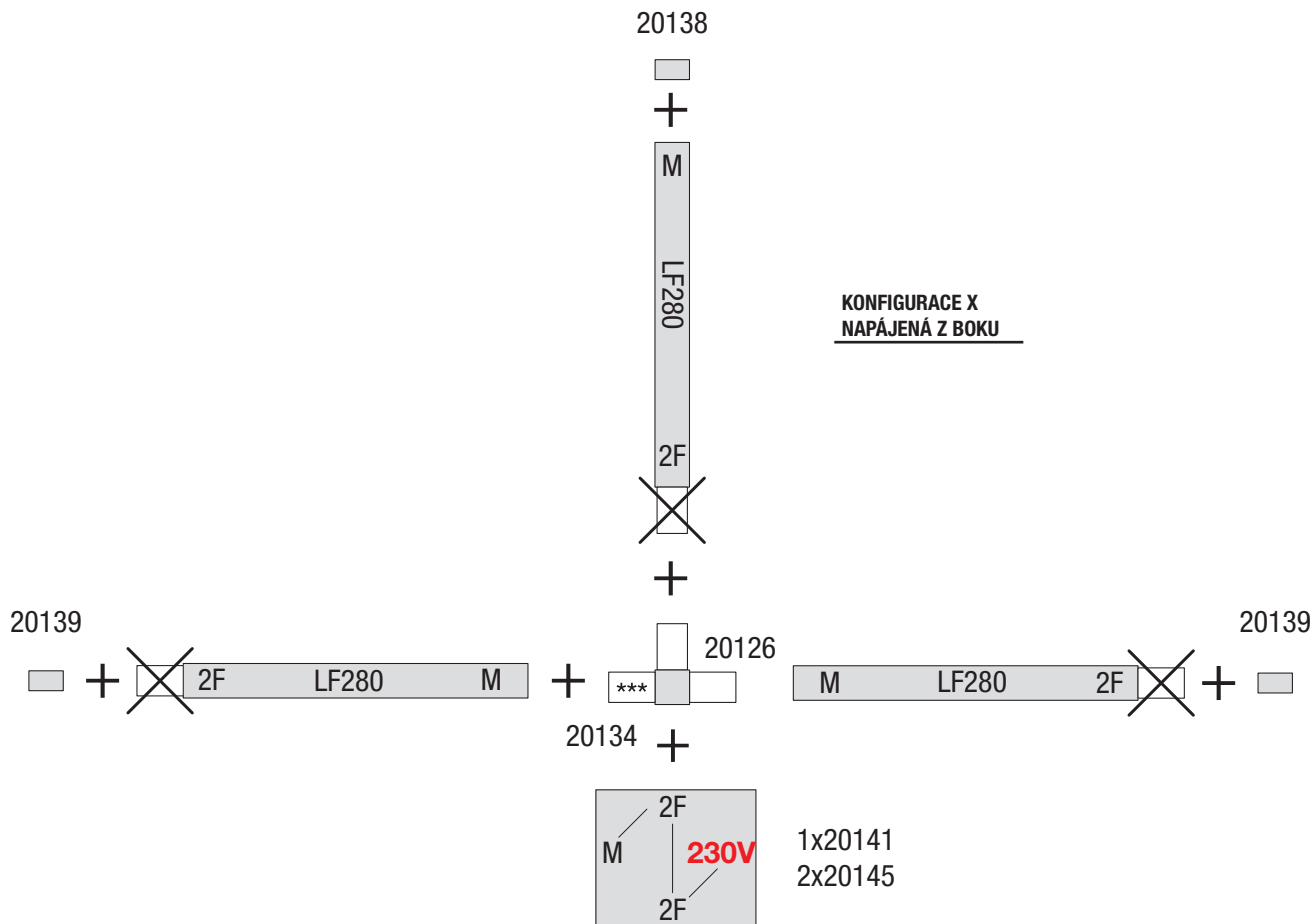 20138
M
LF280
KONFIGURACE X
NAPÁJENÁ Z BOKU
2F
20139
20139
20126
2F LF280 M
***
M LF280 2F
20134
2F
M
230V
2F
1x20141
2x20145